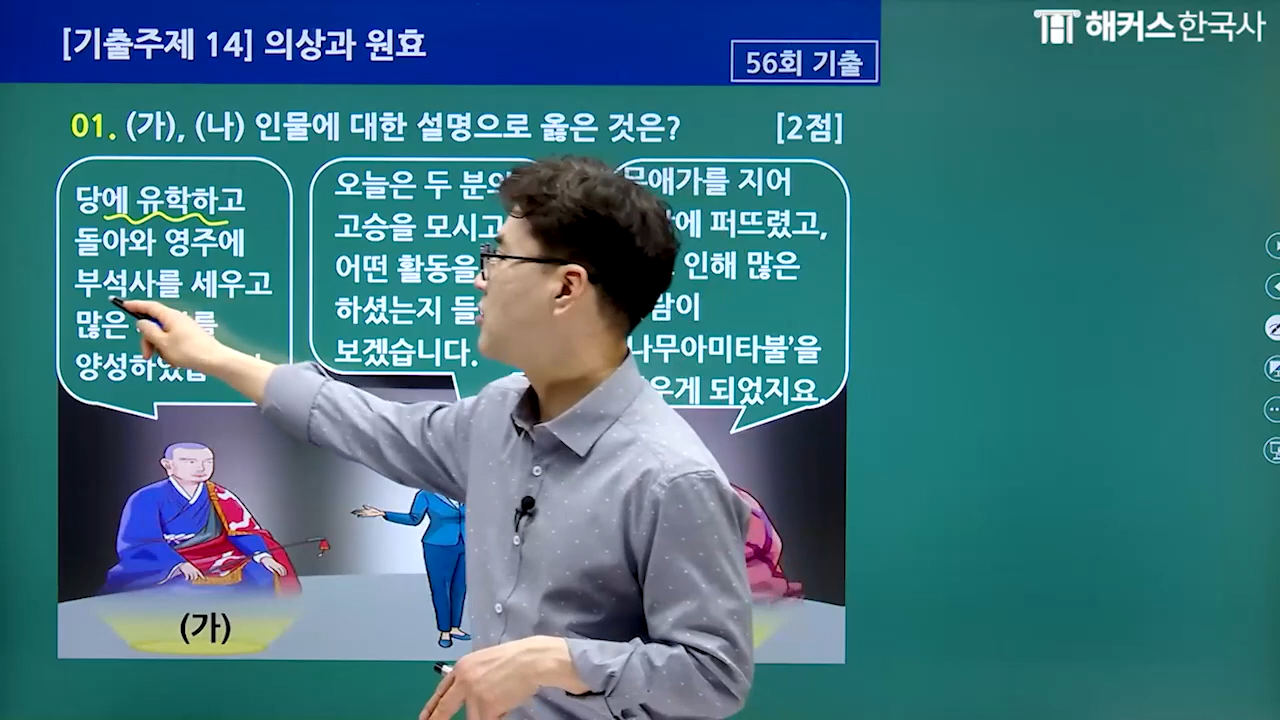 [기출주제 14] 의상과 원효
56회 기출
해커스한국사
01. (가), (나) 인물에 대한 설명으로 옳은 것은? [2점]
당에 유학하고
돌아와 영주에
부석사를 세우고
많은
양성하였습
오늘은 두 분의
고승을 모시고
어떤 활동을
하셨는지 들
보겠습니다.
무애가를 지어
에 퍼뜨렸고,
인해 많은
람이
나무아미타불'을
우게 되었지요.
(가)